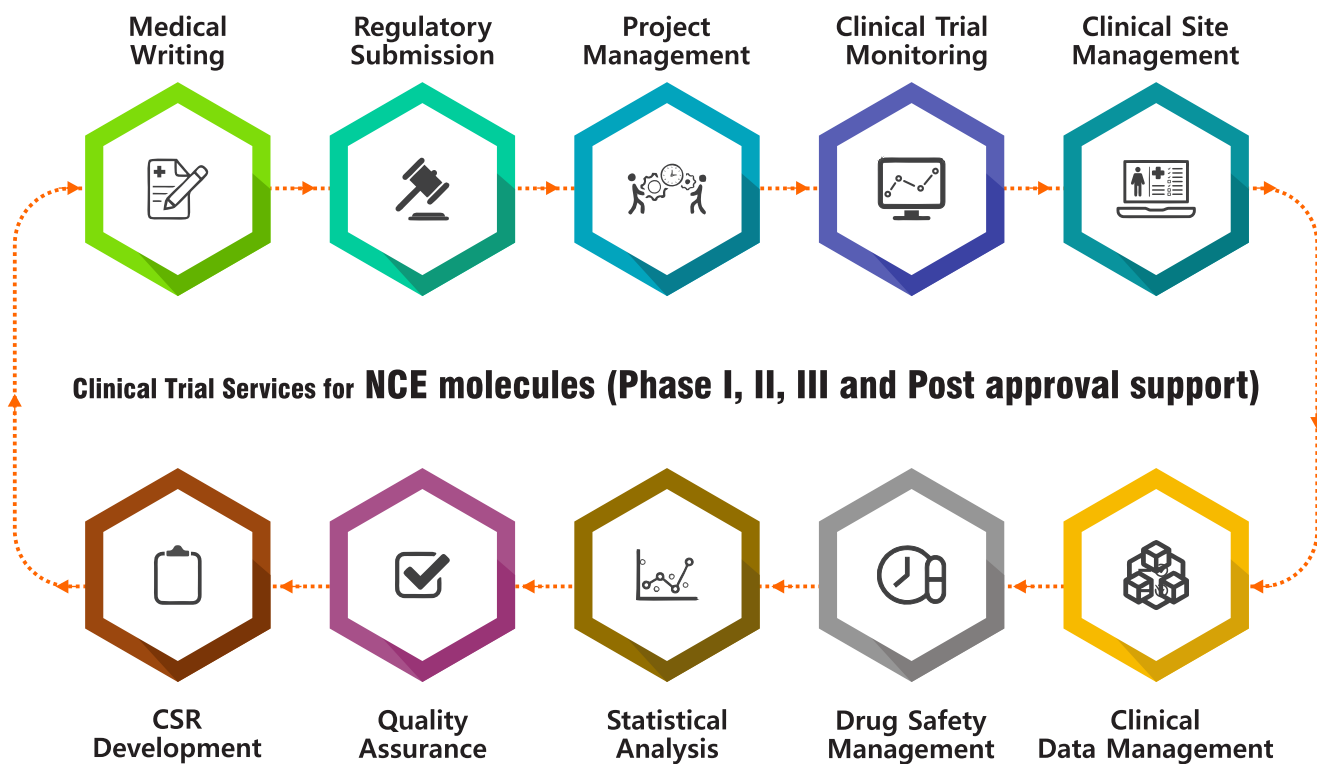 Medical
Writing
Regulatory
Submission
Project
Management
Clinical Trial
Monitoring
Clinical Site
Management
Clinical Trial Services for NCE molecules (Phase I, II, III and Post approval support)
CSR
Development
Quality
Assurance
Statistical
Analysis
Drug Safety
Management
Clinical
Data Management